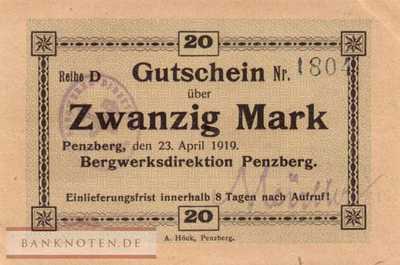 20
Reihe D Gutschein Nr. 1804
über
Zwanzig Mark
Penzberg, den 23. April 1919.
Bergwerksdirektion Penzberg.
Einlieferungsfrist innerhalb 8 Tagen nach Aufruf.
20
A. Höck, Penzberg.
BANKNOTEN.DE